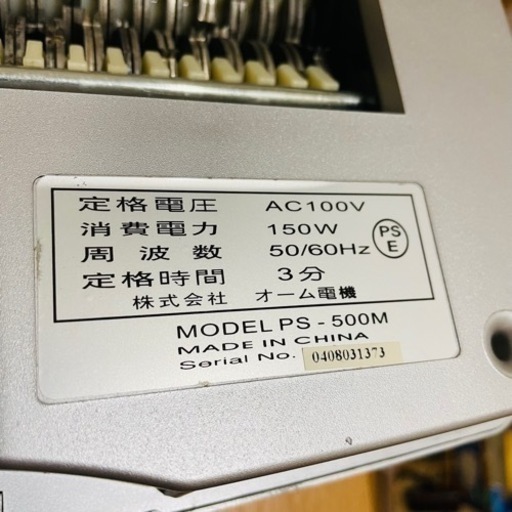 定格電圧 AC100V
消費電力 150W
周波数 50/60Hz
PS
E
定格時間 3分
株式会社 オーム電機
MODEL PS - 500M
MADE IN CHINA
Serial No. 0408031373